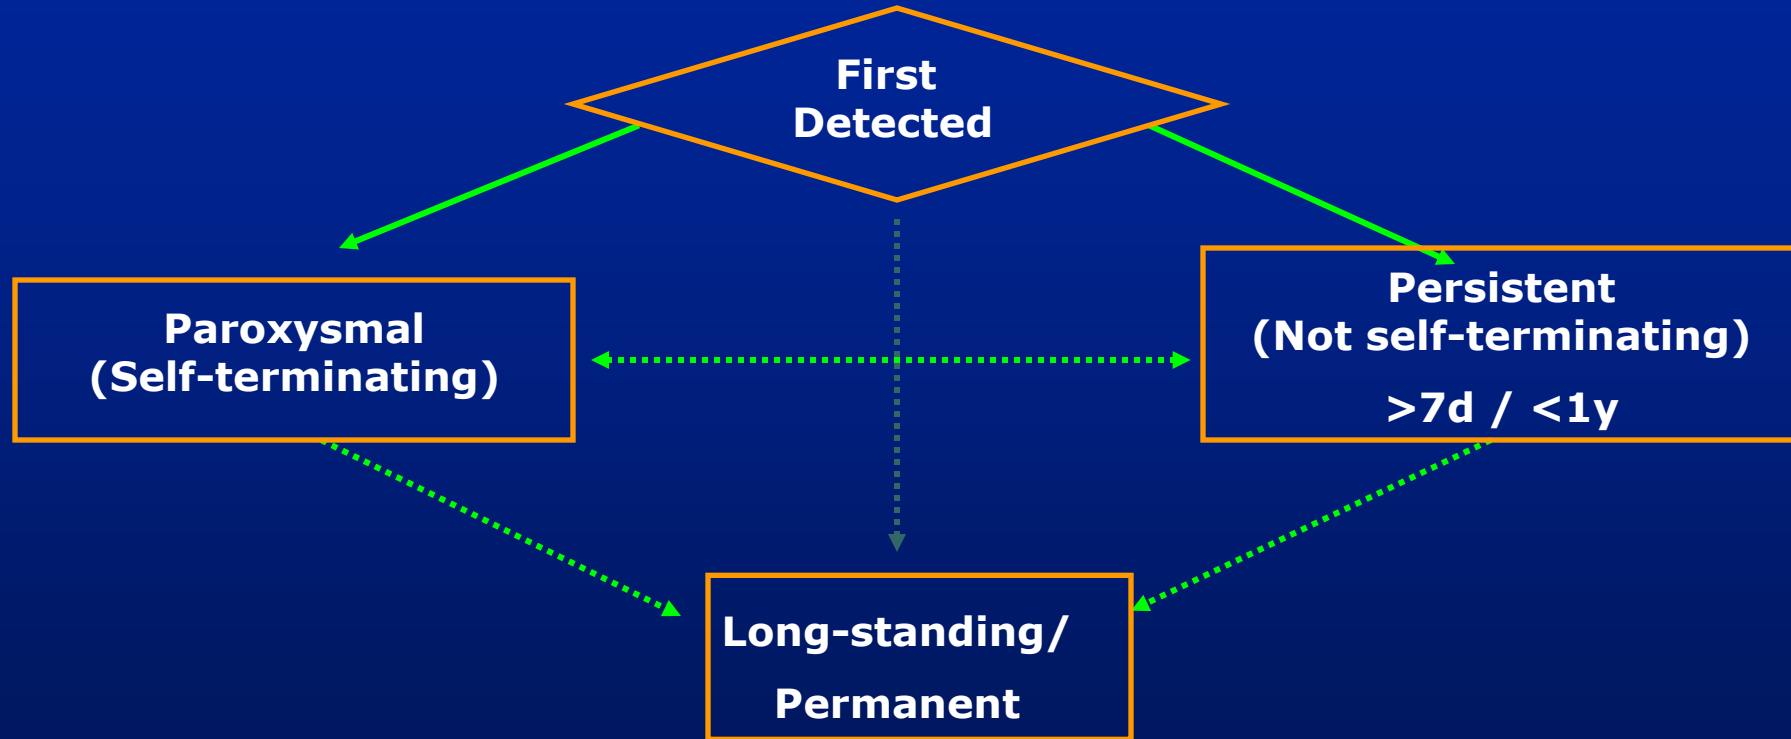 First
Detected
Paroxysmal
(Self-terminating)
Persistent
(Not self-terminating)
>7d / <1y
Long-standing/
Permanent